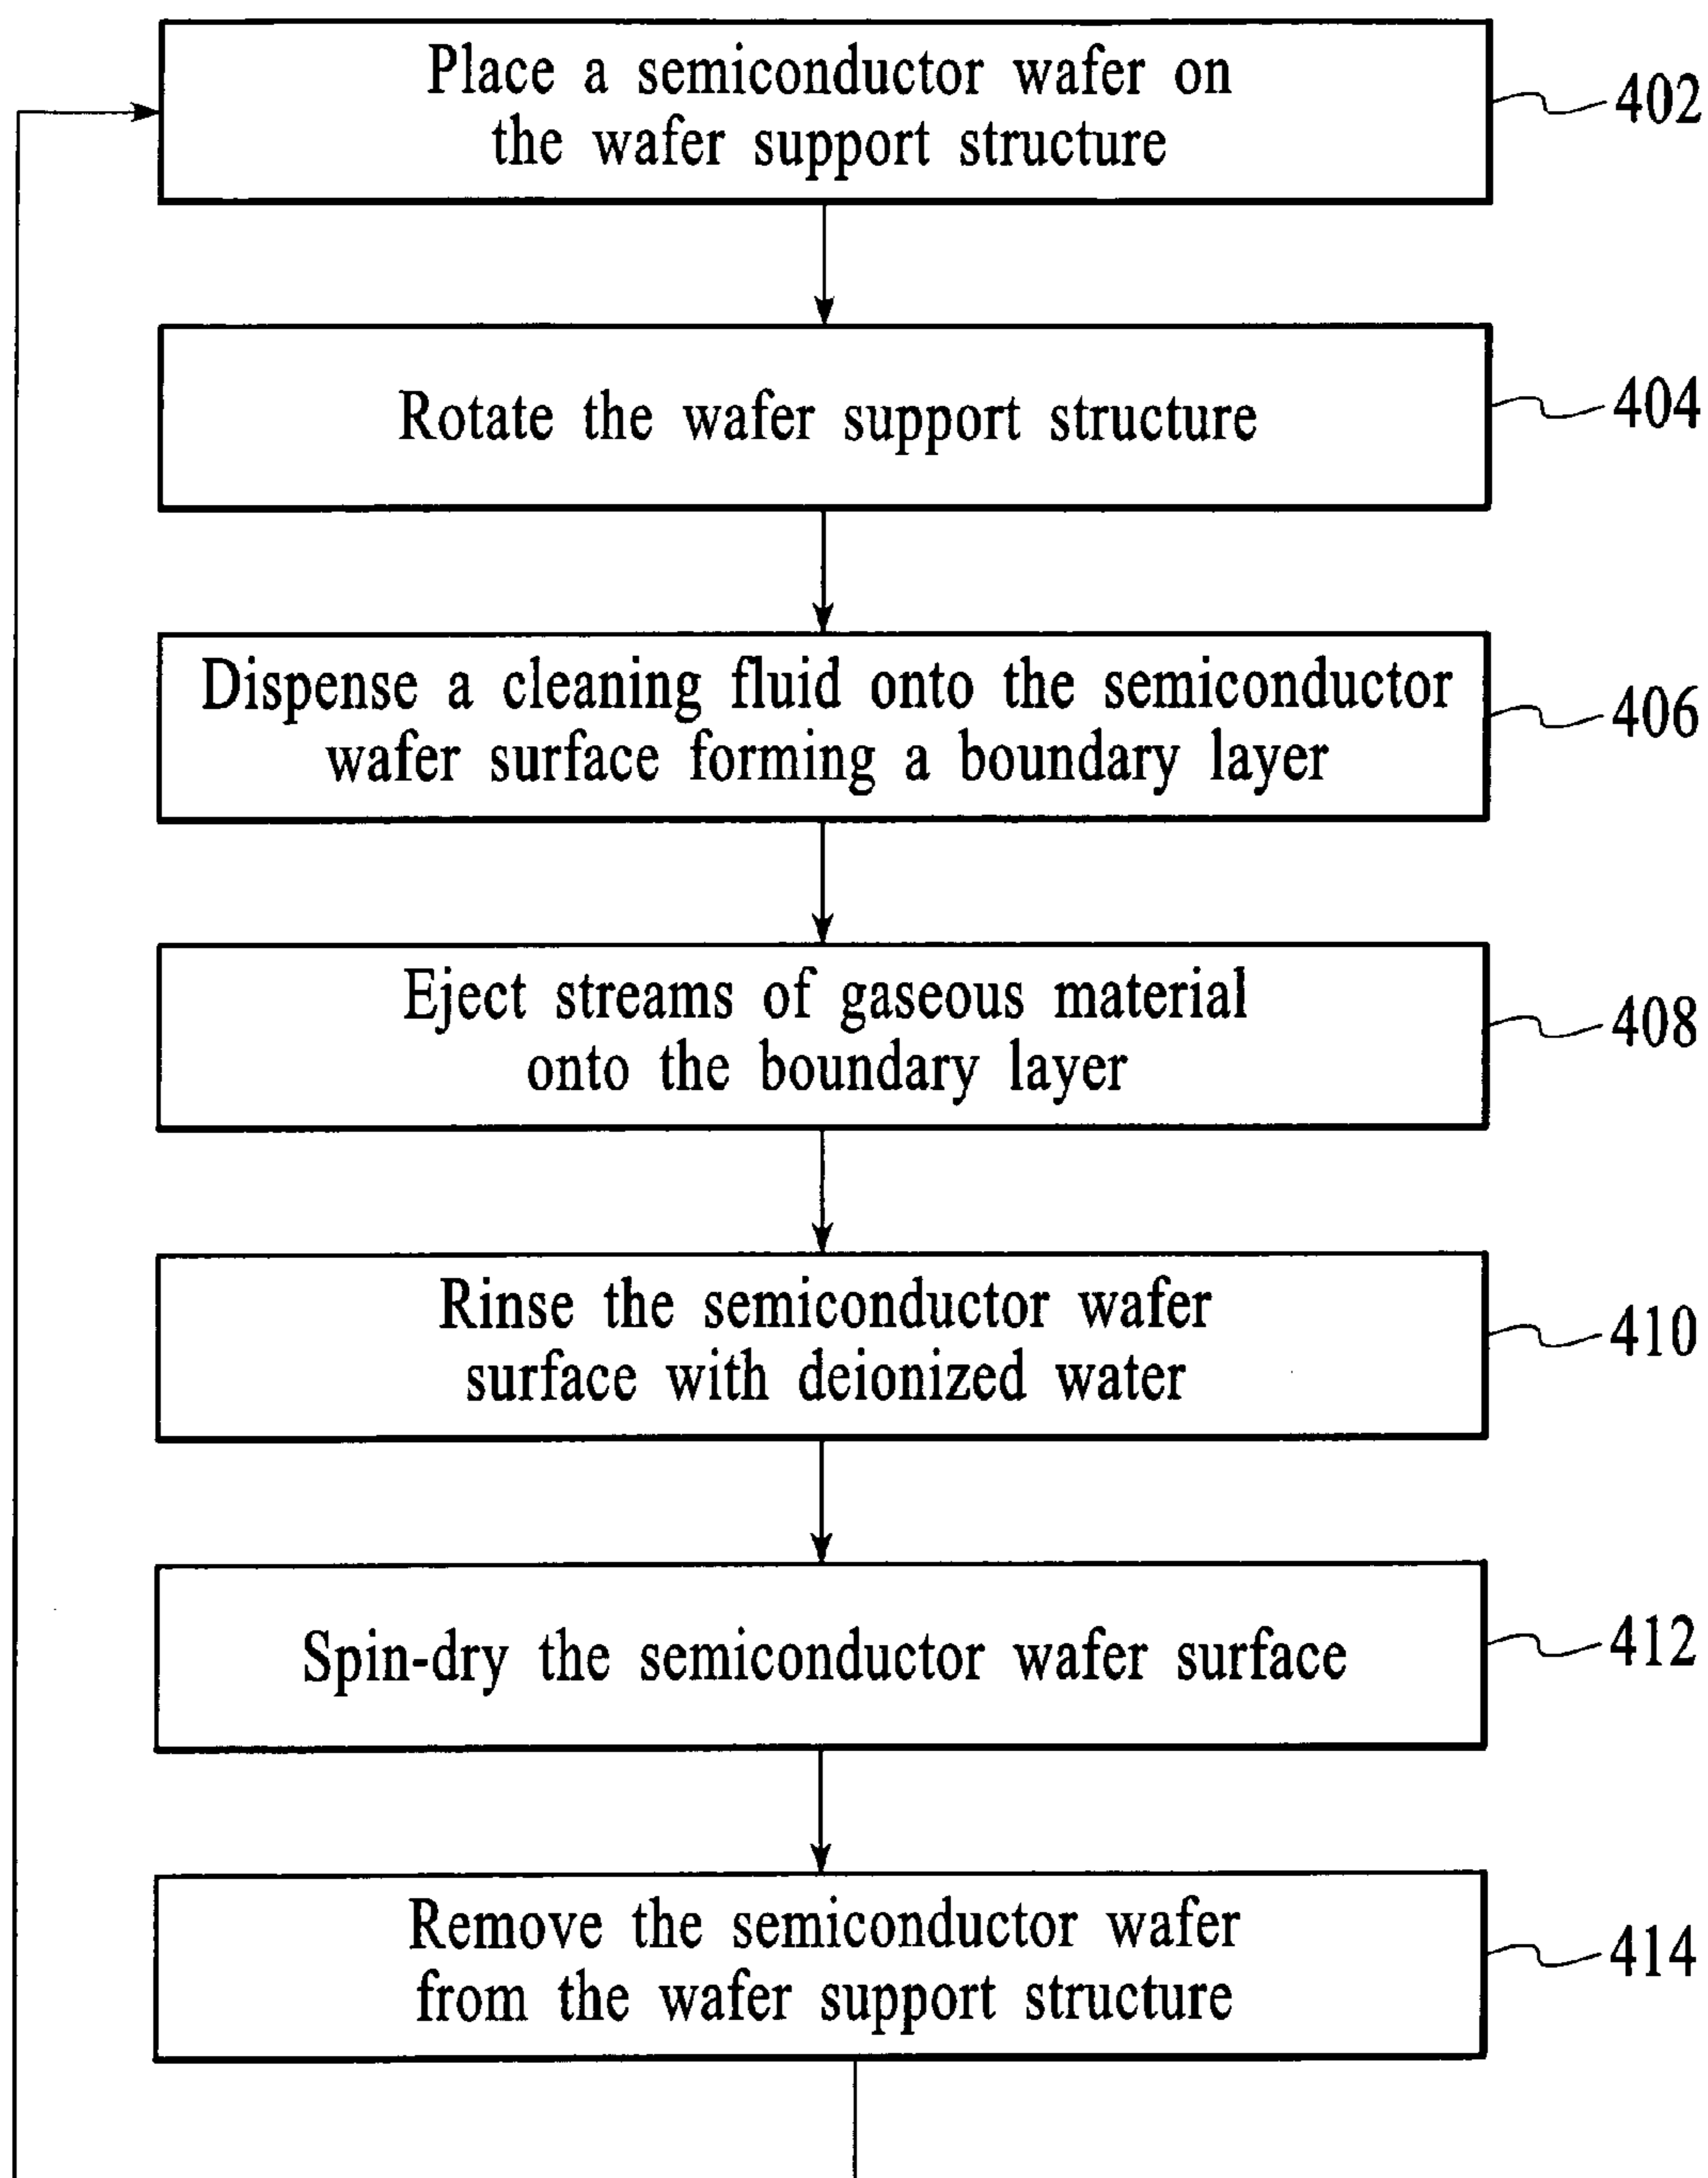 Place a semiconductor wafer on
the wafer support structure
402
Rotate the wafer support structure
404
Dispense a cleaning fluid onto the semiconductor
wafer surface forming a boundary layer
406
Eject streams of gaseous material
onto the boundary layer
408
Rinse the semiconductor wafer
surface with deionized water
410
Spin-dry the semiconductor wafer surface
412
Remove the semiconductor wafer
from the wafer support structure
414